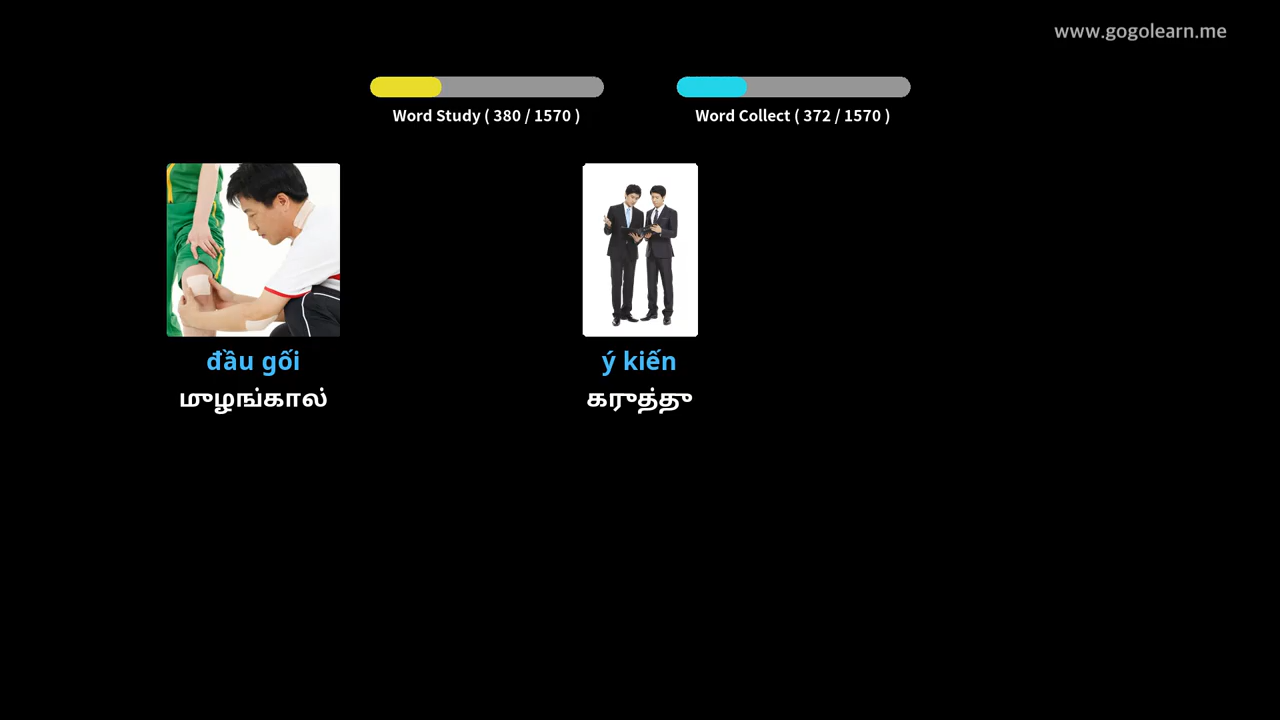 www.gogolearn.me
Word Study ( 380 / 1570 )
Word Collect ( 372 / 1570 )
đầu gối
முழங்கால்
ý kiến
கருத்து